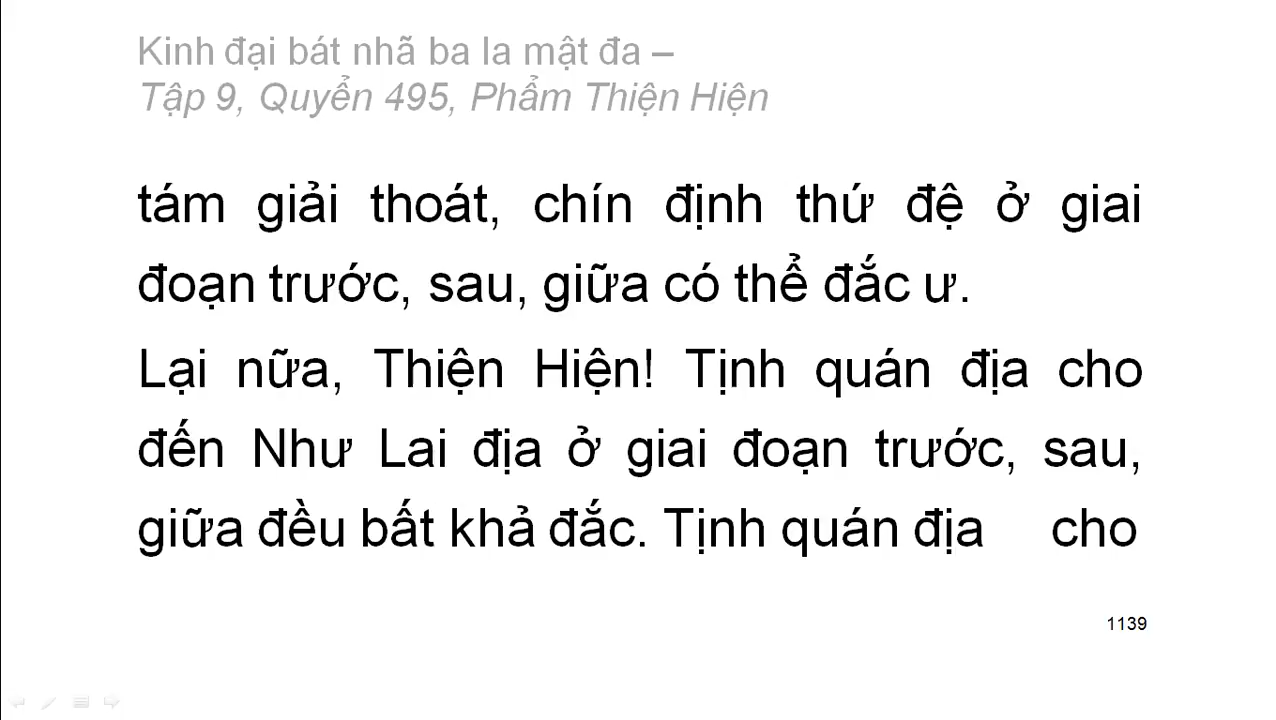 Kinh đại bát nhã ba la mật đa –
Tập 9, Quyển 495, Phẩm Thiện Hiện
tám giải thoát, chín định thứ đệ ở giai
đoạn trước, sau, giữa có thể đắc ư.
Lại nữa, Thiện Hiện! Tịnh quán địa cho
đến Như Lai địa ở giai đoạn trước, sau,
giữa đều bất khả đắc. Tịnh quán địa cho
1139